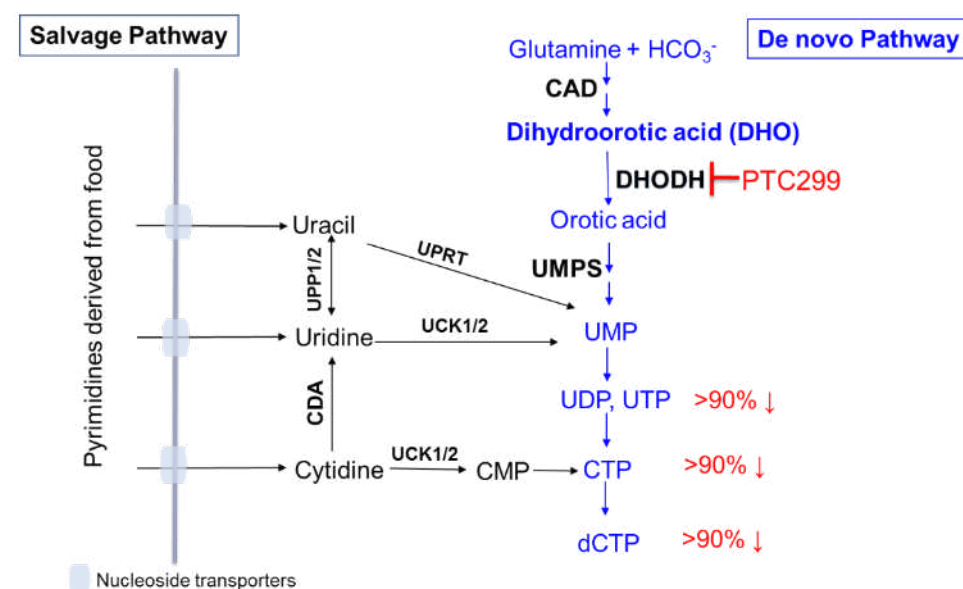 Salvage Pathway
De novo Pathway
Glutamine + HCO₃⁻
CAD
Dihydroorotic acid (DHO)
DHODH
PTC299
Orotic acid
UMPS
Pyrimidines derived from food
Uracil
UPRT
UPP1/2
Uridine
UCK1/2
UMP
CDA
UDP, UTP >90% ↓
Cytidine
UCK1/2
CMP
CTP >90% ↓
dCTP >90% ↓
Nucleoside transporters